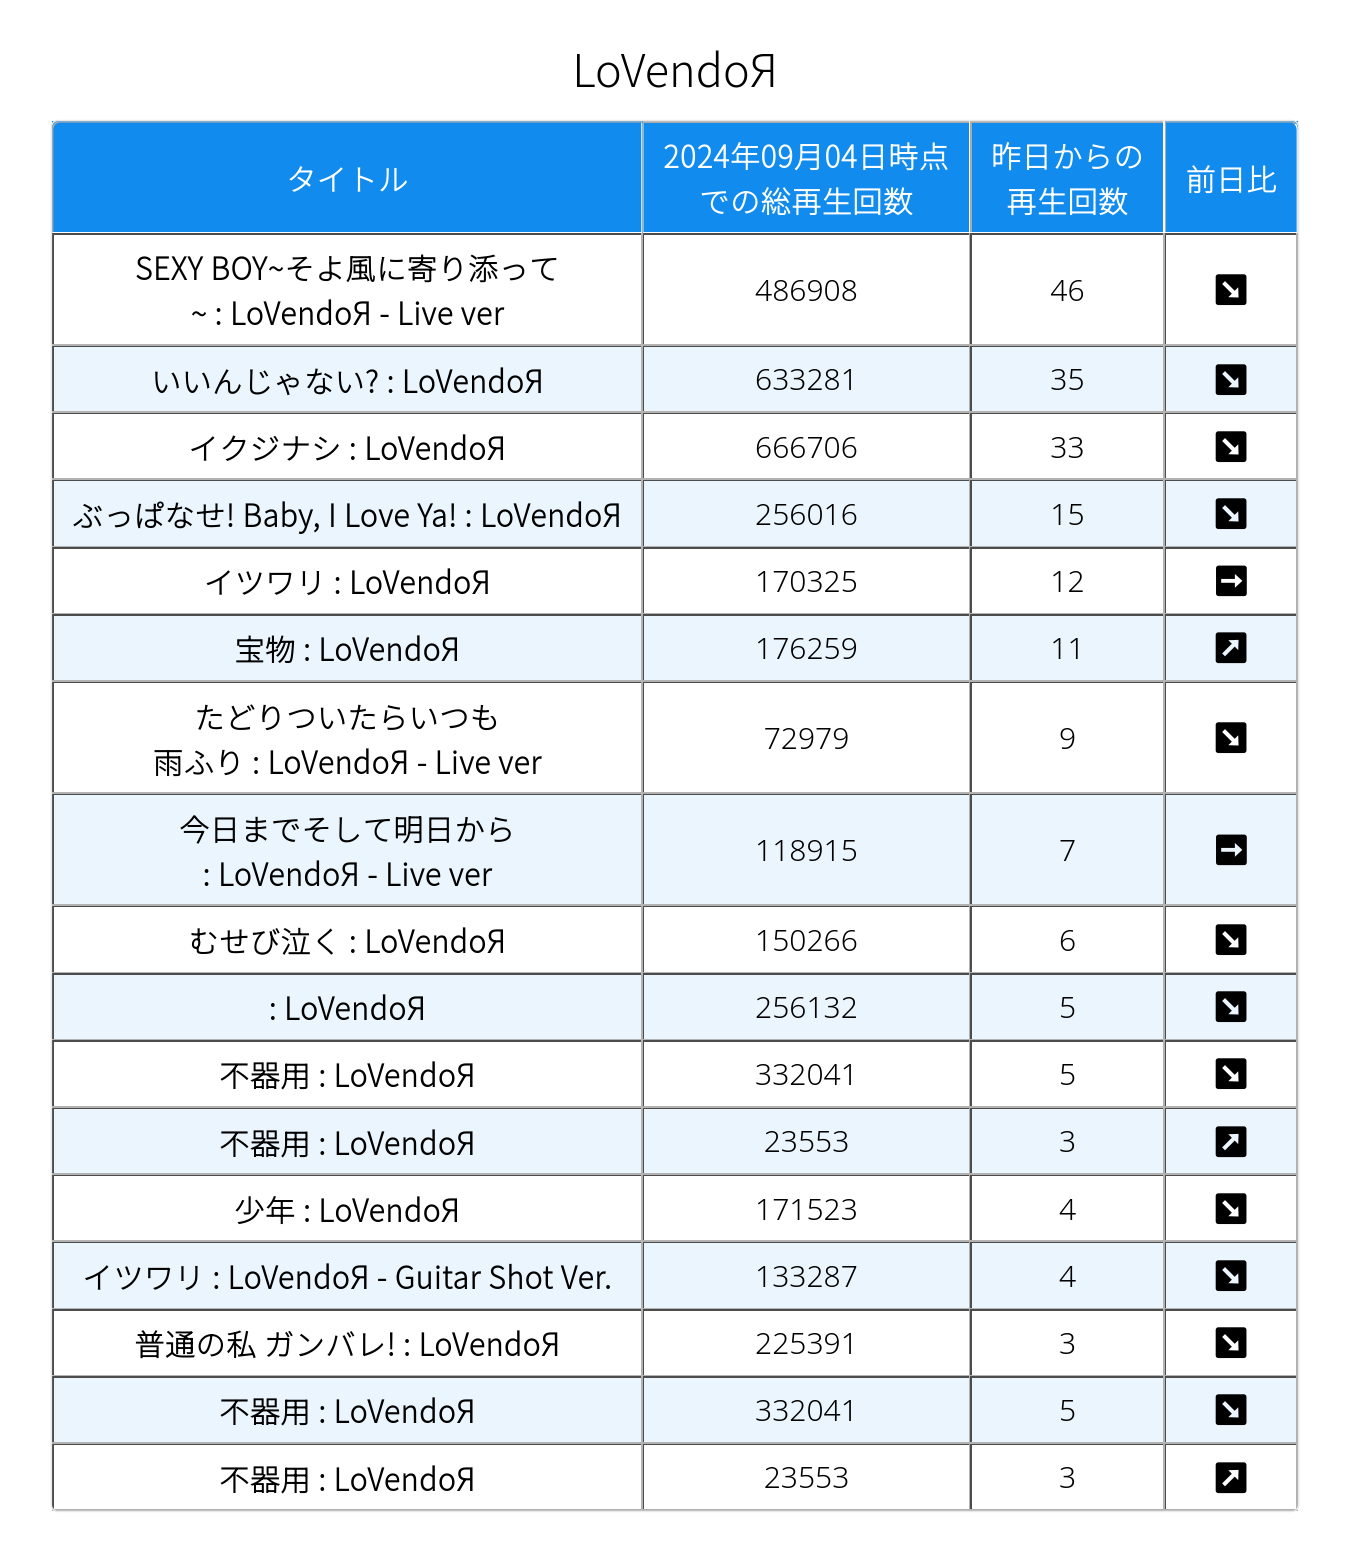 LoVendoЯ
タイトル
2024年09月04日時点
での総再生回数
昨日からの
再生回数
前日比
SEXY BOY~そよ風に寄り添って
~ : LoVendoЯ - Live ver
486908
46
↘
いいんじゃない? : LoVendoЯ
633281
35
↘
イクジナシ : LoVendoЯ
666706
33
↘
ぶっぱなせ! Baby, I Love Ya! : LoVendoЯ
256016
15
↘
イツワリ : LoVendoЯ
170325
12
→
宝物 : LoVendoЯ
176259
11
↗
たどりついたらいつも
雨ふり : LoVendoЯ - Live ver
72979
9
↘
今日までそして明日から
: LoVendoЯ - Live ver
118915
7
→
むせび泣く : LoVendoЯ
150266
6
↘
: LoVendoЯ
256132
5
↘
不器用 : LoVendoЯ
332041
5
↘
不器用 : LoVendoЯ
23553
3
↗
少年 : LoVendoЯ
171523
4
↘
イツワリ : LoVendoЯ - Guitar Shot Ver.
133287
4
↘
普通の私 ガンバレ! : LoVendoЯ
225391
3
↘
不器用 : LoVendoЯ
332041
5
↘
不器用 : LoVendoЯ
23553
3
↗